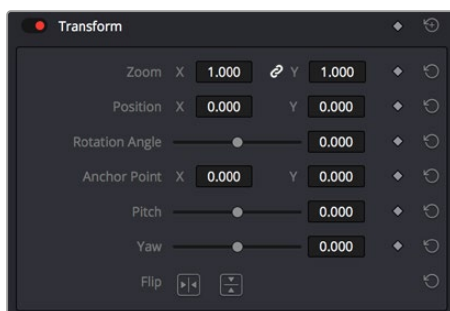 Transform
Zoom X 1.000 Y 1.000
Position X 0.000 Y 0.000
Rotation Angle 0.000
Anchor Point X 0.000 Y 0.000
Pitch 0.000
Yaw 0.000
Flip